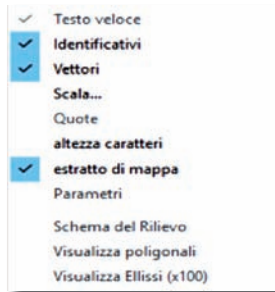 Testo veloce
Identificativi
Vettori
Scala...
Quote
altezza caratteri
estratto di mappa
Parametri
Schema del Rilievo
Visualizza poligonali
Visualizza Ellissi (x100)